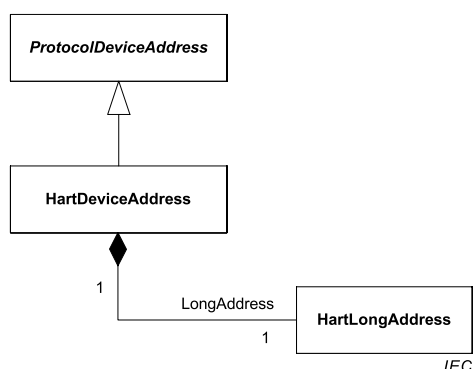 ProtocolDeviceAddress
HartDeviceAddress
1
LongAddress
1
HartLongAddress
IEC